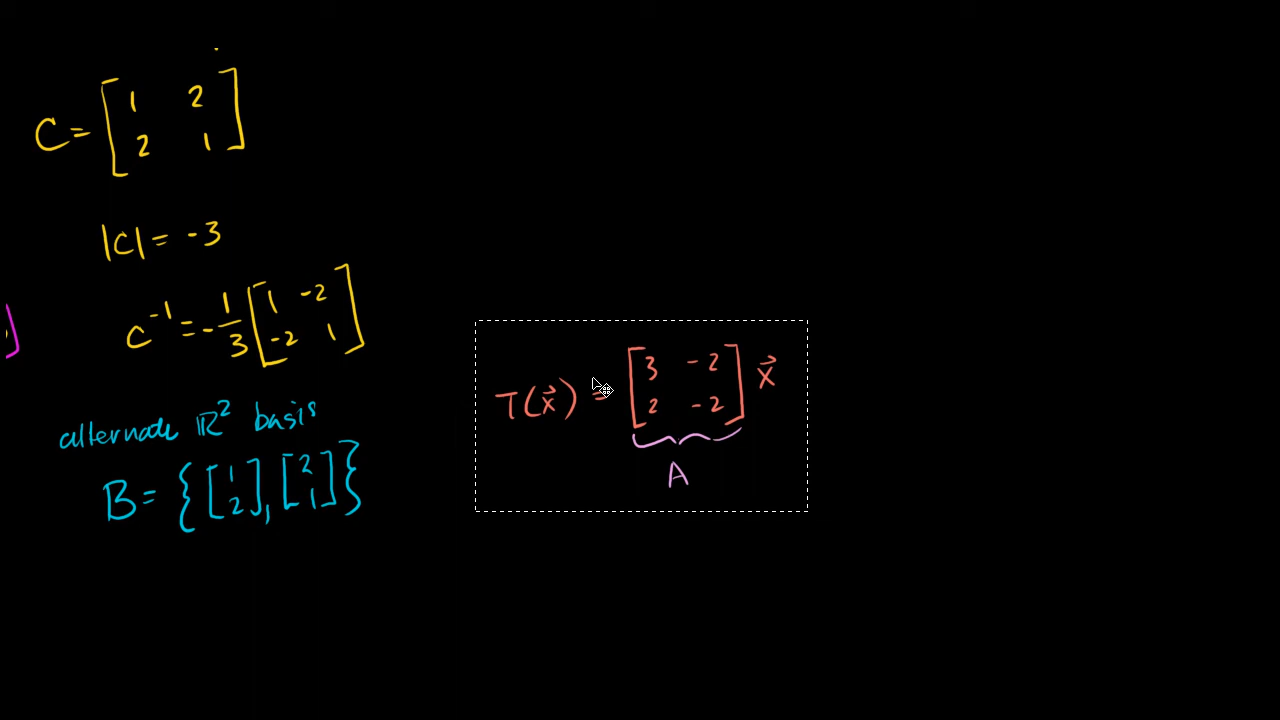 C = [1 2
2 1]
|C| = -3
C⁻¹ = -1/3 [1 -2
-2 1]
alternate ℝ² basis
B = {[1
2], [2
1]}
T(x⃗) = [3 -2
2 -2] x⃗
A